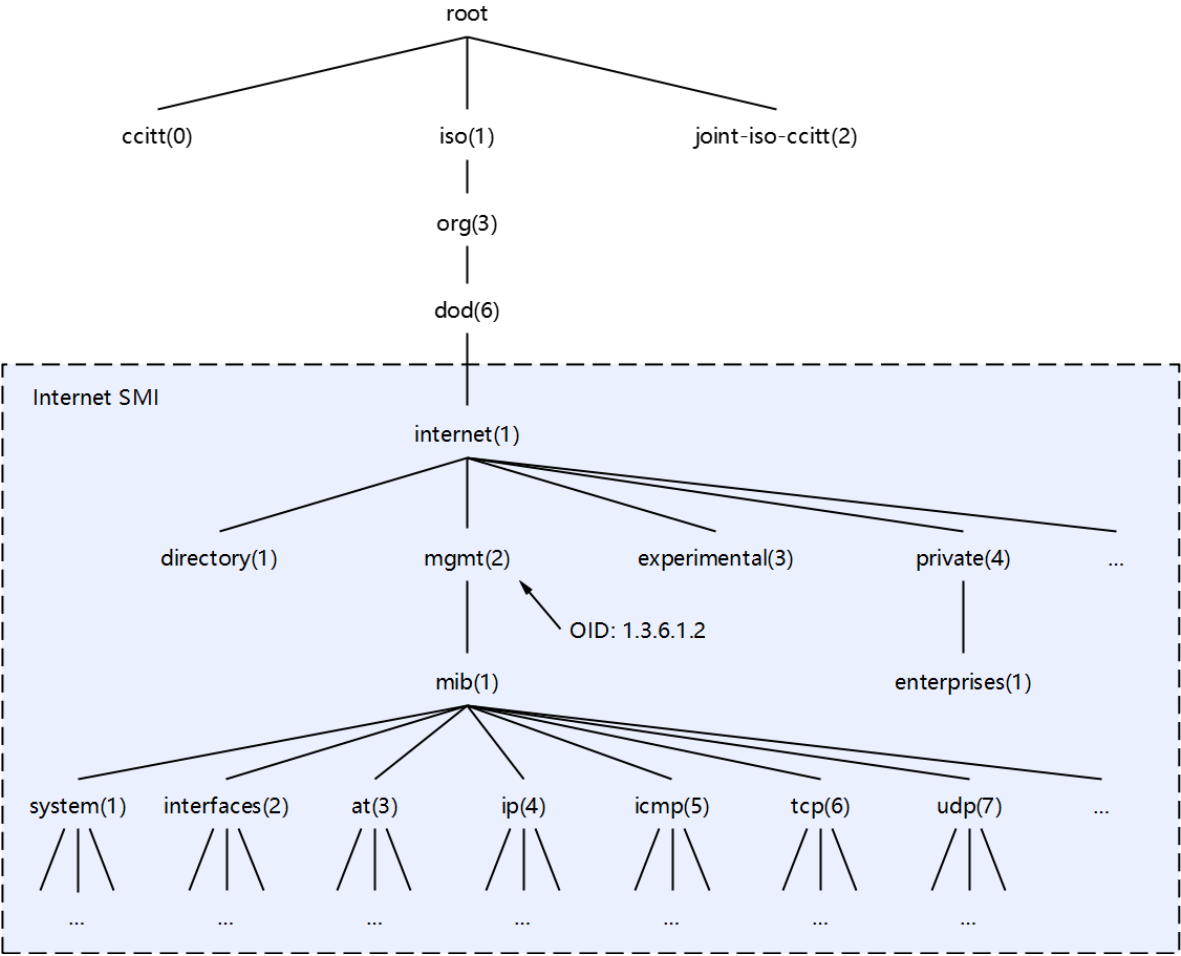 root
ccitt(0) iso(1) joint-iso-ccitt(2)
org(3)
dod(6)
Internet SMI
internet(1)
directory(1) mgmt(2) experimental(3) private(4) ...
OID: 1.3.6.1.2
mib(1) enterprises(1)
system(1) interfaces(2) at(3) ip(4) icmp(5) tcp(6) udp(7) ...
... ... ... ... ... ... ...